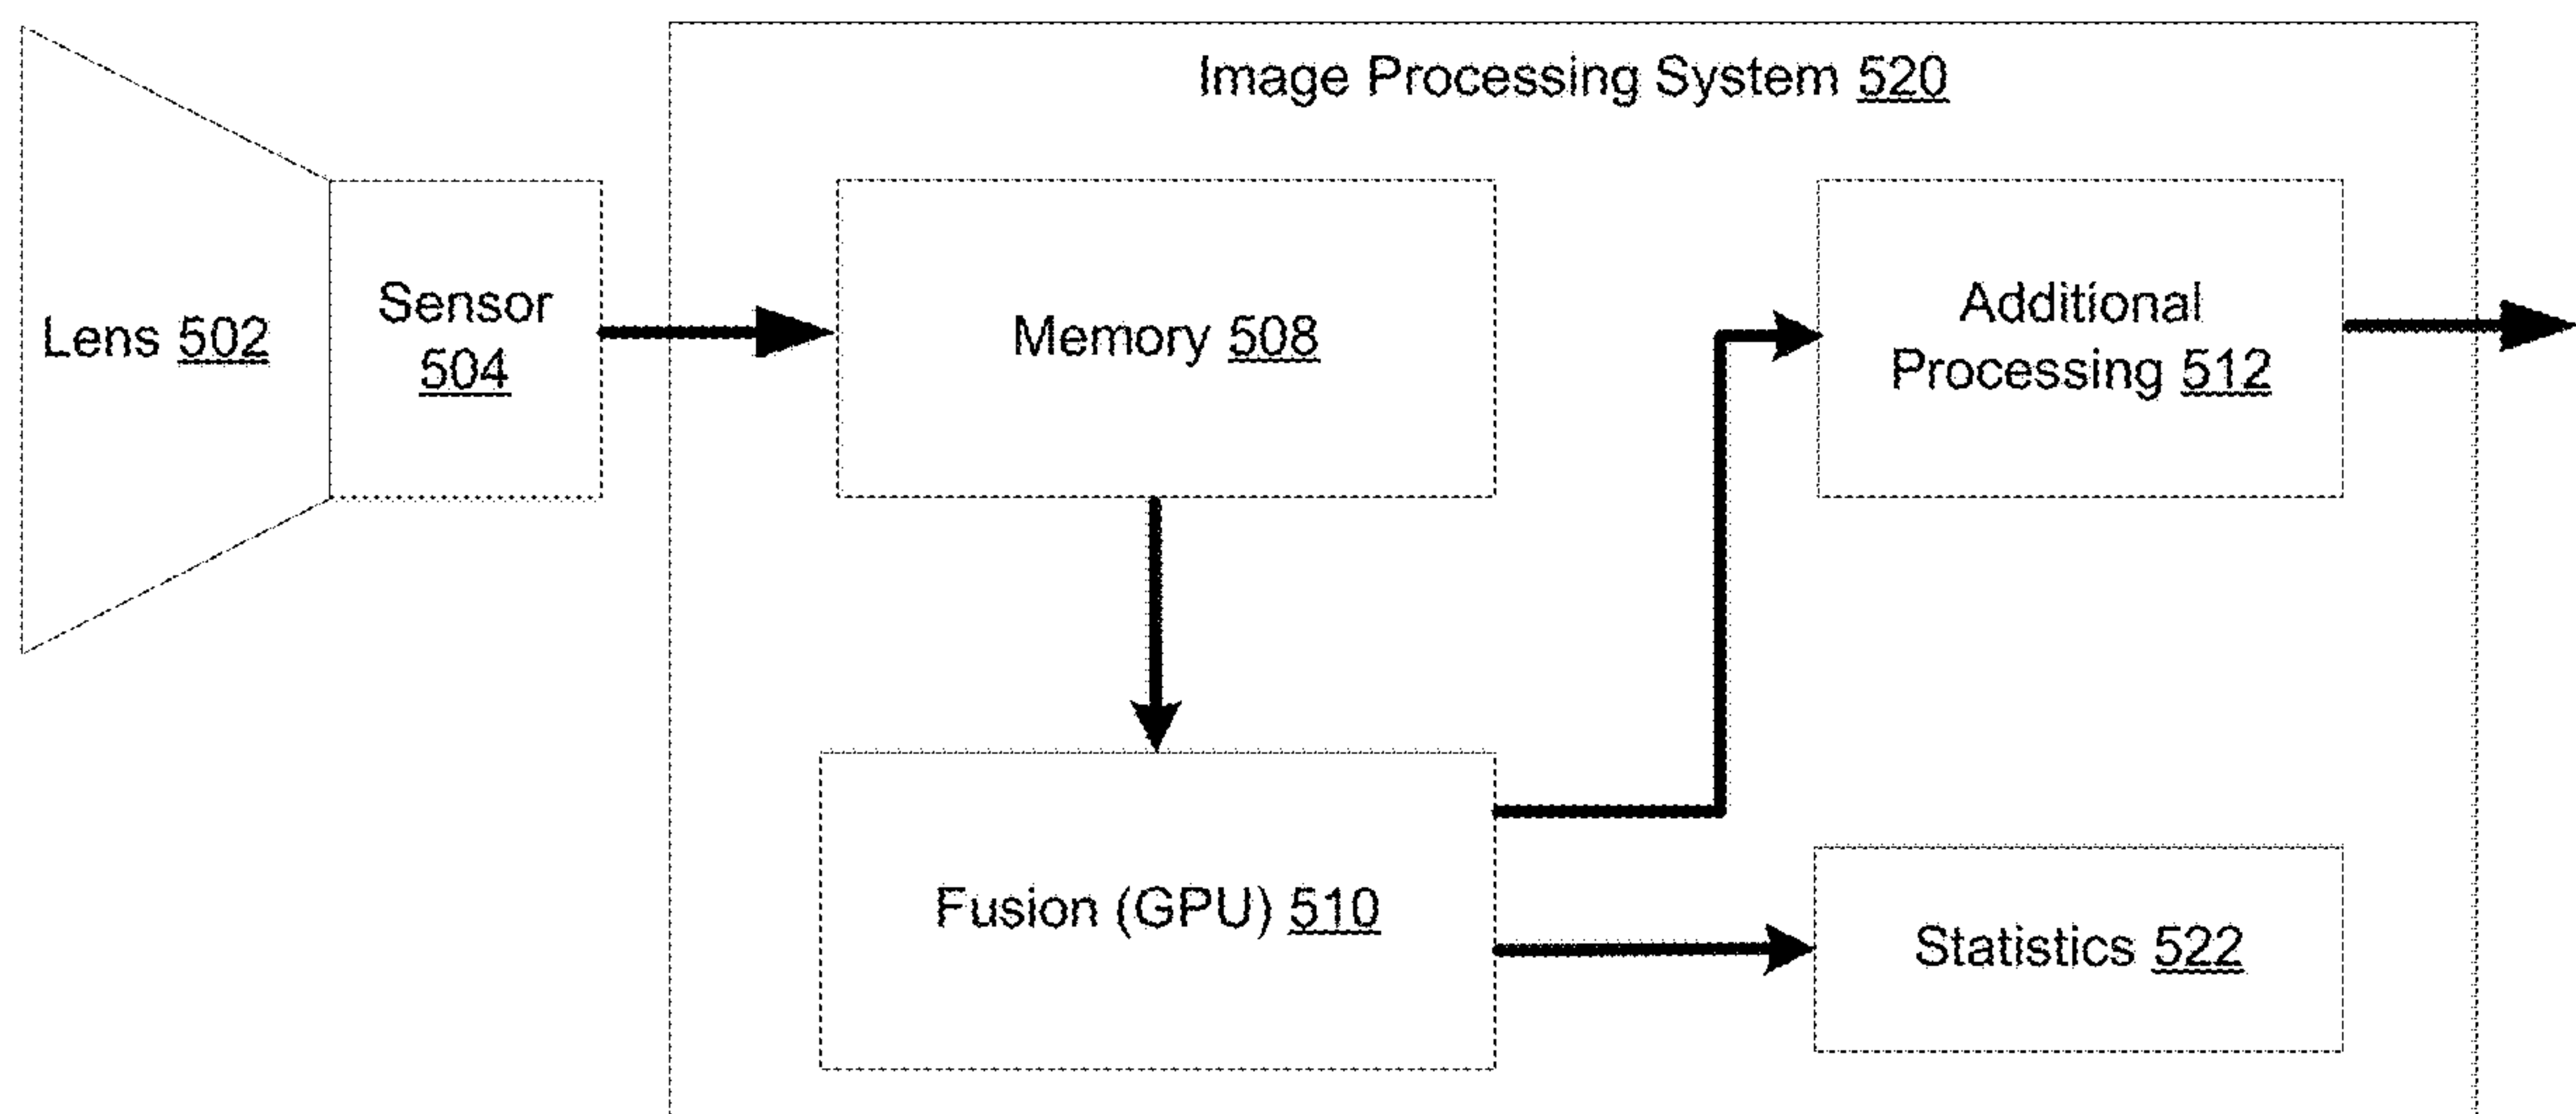 Image Processing System 520
Lens 502
Sensor
504
Memory 508
Additional
Processing 512
Fusion (GPU) 510
Statistics 522